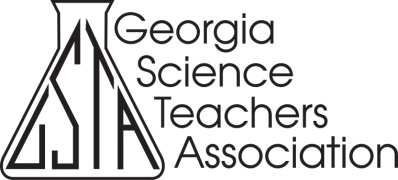 GSTA
Georgia
Science
Teachers
Association